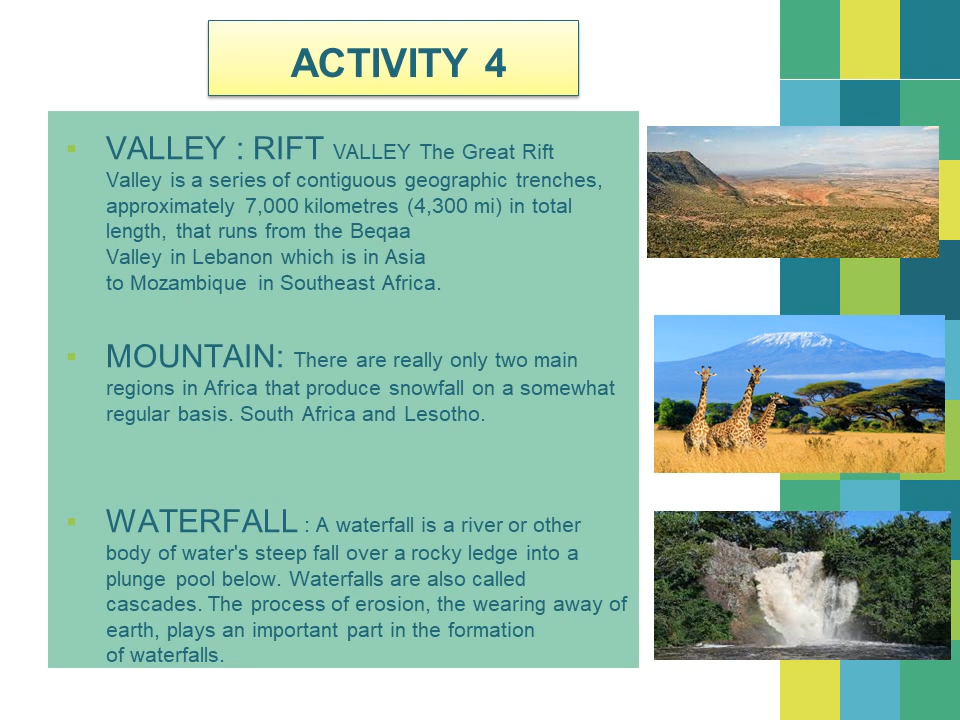 ACTIVITY 4
▪ VALLEY : RIFT VALLEY The Great Rift
Valley is a series of contiguous geographic trenches,
approximately 7,000 kilometres (4,300 mi) in total
length, that runs from the Beqaa
Valley in Lebanon which is in Asia
to Mozambique in Southeast Africa.
▪ MOUNTAIN: There are really only two main
regions in Africa that produce snowfall on a somewhat
regular basis. South Africa and Lesotho.
▪ WATERFALL : A waterfall is a river or other
body of water's steep fall over a rocky ledge into a
plunge pool below. Waterfalls are also called
cascades. The process of erosion, the wearing away of
earth, plays an important part in the formation
of waterfalls.